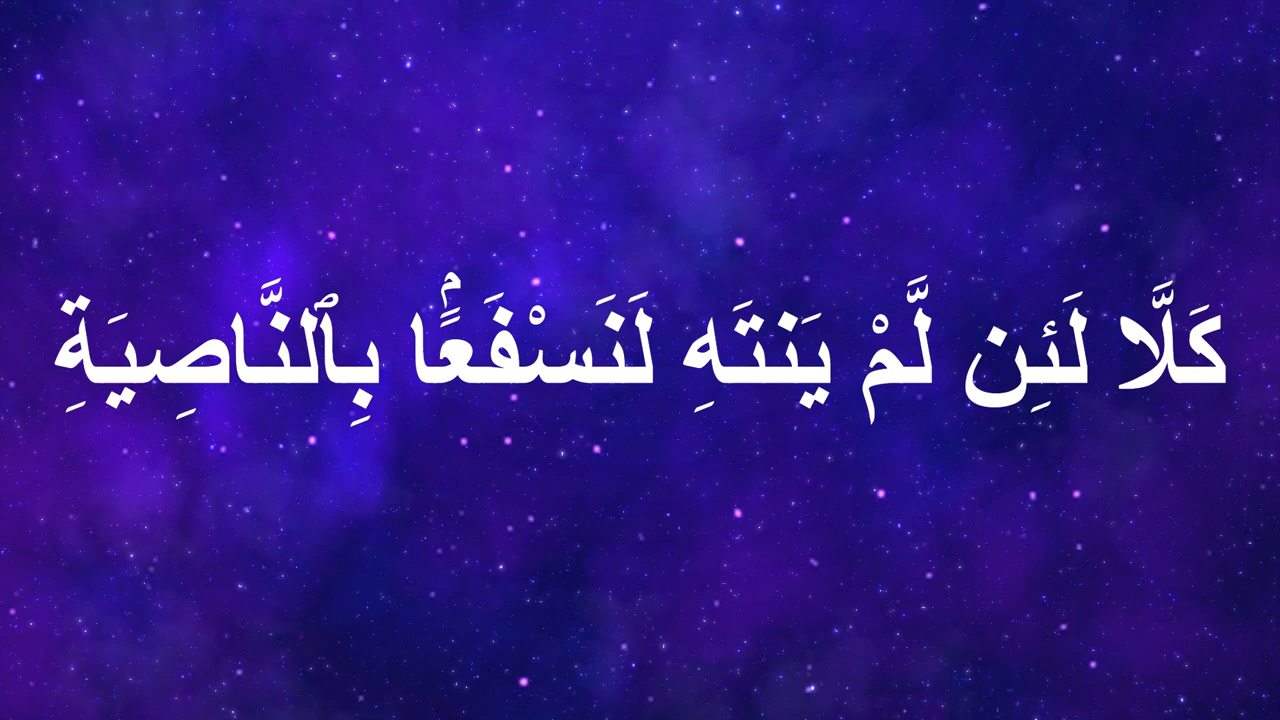 كَلَّا لَئِن لَّمْ يَنتَهِ لَنَسْفَعًۢا بِٱلنَّاصِيَةِ